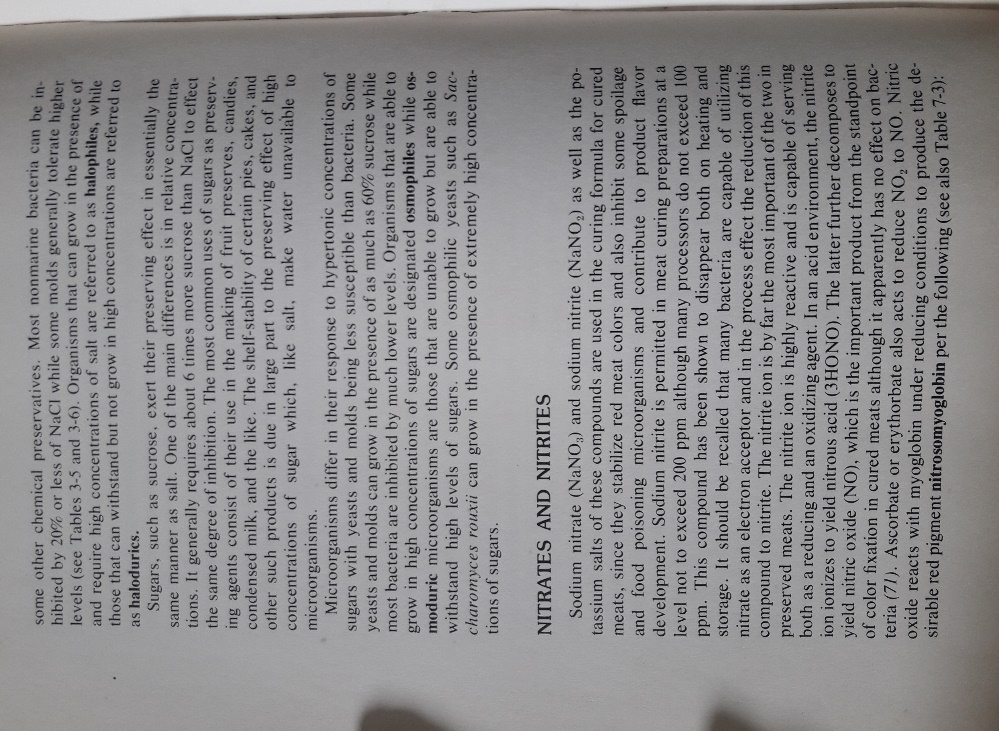 some other chemical preservatives. Most nonmarine bacteria can be in-
hibited by 20% or less of NaCl while some molds generally tolerate higher
levels (see Tables 3-5 and 3-6). Organisms that can grow in the presence of
and require high concentrations of salt are referred to as halophiles, while
those that can withstand but not grow in high concentrations are referred to
as halodurics.
Sugars, such as sucrose, exert their preserving effect in essentially the
same manner as salt. One of the main differences is in relative concentra-
tions. It generally requires about 6 times more sucrose than NaCl to effect
the same degree of inhibition. The most common uses of sugars as preserv-
ing agents consist of their use in the making of fruit preserves, candies,
condensed milk, and the like. The shelf-stability of certain pies, cakes, and
other such products is due in large part to the preserving effect of high
concentrations of sugar which, like salt, make water unavailable to
microorganisms.
Microorganisms differ in their response to hypertonic concentrations of
sugars with yeasts and molds being less susceptible than bacteria. Some
yeasts and molds can grow in the presence of as much as 60% sucrose while
most bacteria are inhibited by much lower levels. Organisms that are able to
grow in high concentrations of sugars are designated osmophiles while os-
moduric microorganisms are those that are unable to grow but are able to
withstand high levels of sugars. Some osmophilic yeasts such as Sac-
charomyces rouxii can grow in the presence of extremely high concentra-
tions of sugars.
NITRATES AND NITRITES
Sodium nitrate (NaNO3) and sodium nitrite (NaNO2) as well as the po-
tassium salts of these compounds are used in the curing formula for cured
meats, since they stabilize red meat colors and also inhibit some spoilage
and food poisoning microorganisms and contribute to product flavor
development. Sodium nitrite is permitted in meat curing preparations at a
level not to exceed 200 ppm although many processors do not exceed 100
ppm. This compound has been shown to disappear both on heating and
storage. It should be recalled that many bacteria are capable of utilizing
nitrate as an electron acceptor and in the process effect the reduction of this
compound to nitrite. The nitrite ion is by far the most important of the two in
preserved meats. The nitrite ion is highly reactive and is capable of serving
both as a reducing and an oxidizing agent. In an acid environment, the nitrite
ion ionizes to yield nitrous acid (3HONO). The latter further decomposes to
yield nitric oxide (NO), which is the important product from the standpoint
of color fixation in cured meats although it apparently has no effect on bac-
teria (71). Ascorbate or erythorbate also acts to reduce NO2 to NO. Nitric
oxide reacts with myoglobin under reducing conditions to produce the de-
sirable red pigment nitrosomyoglobin per the following (see also Table 7-3):